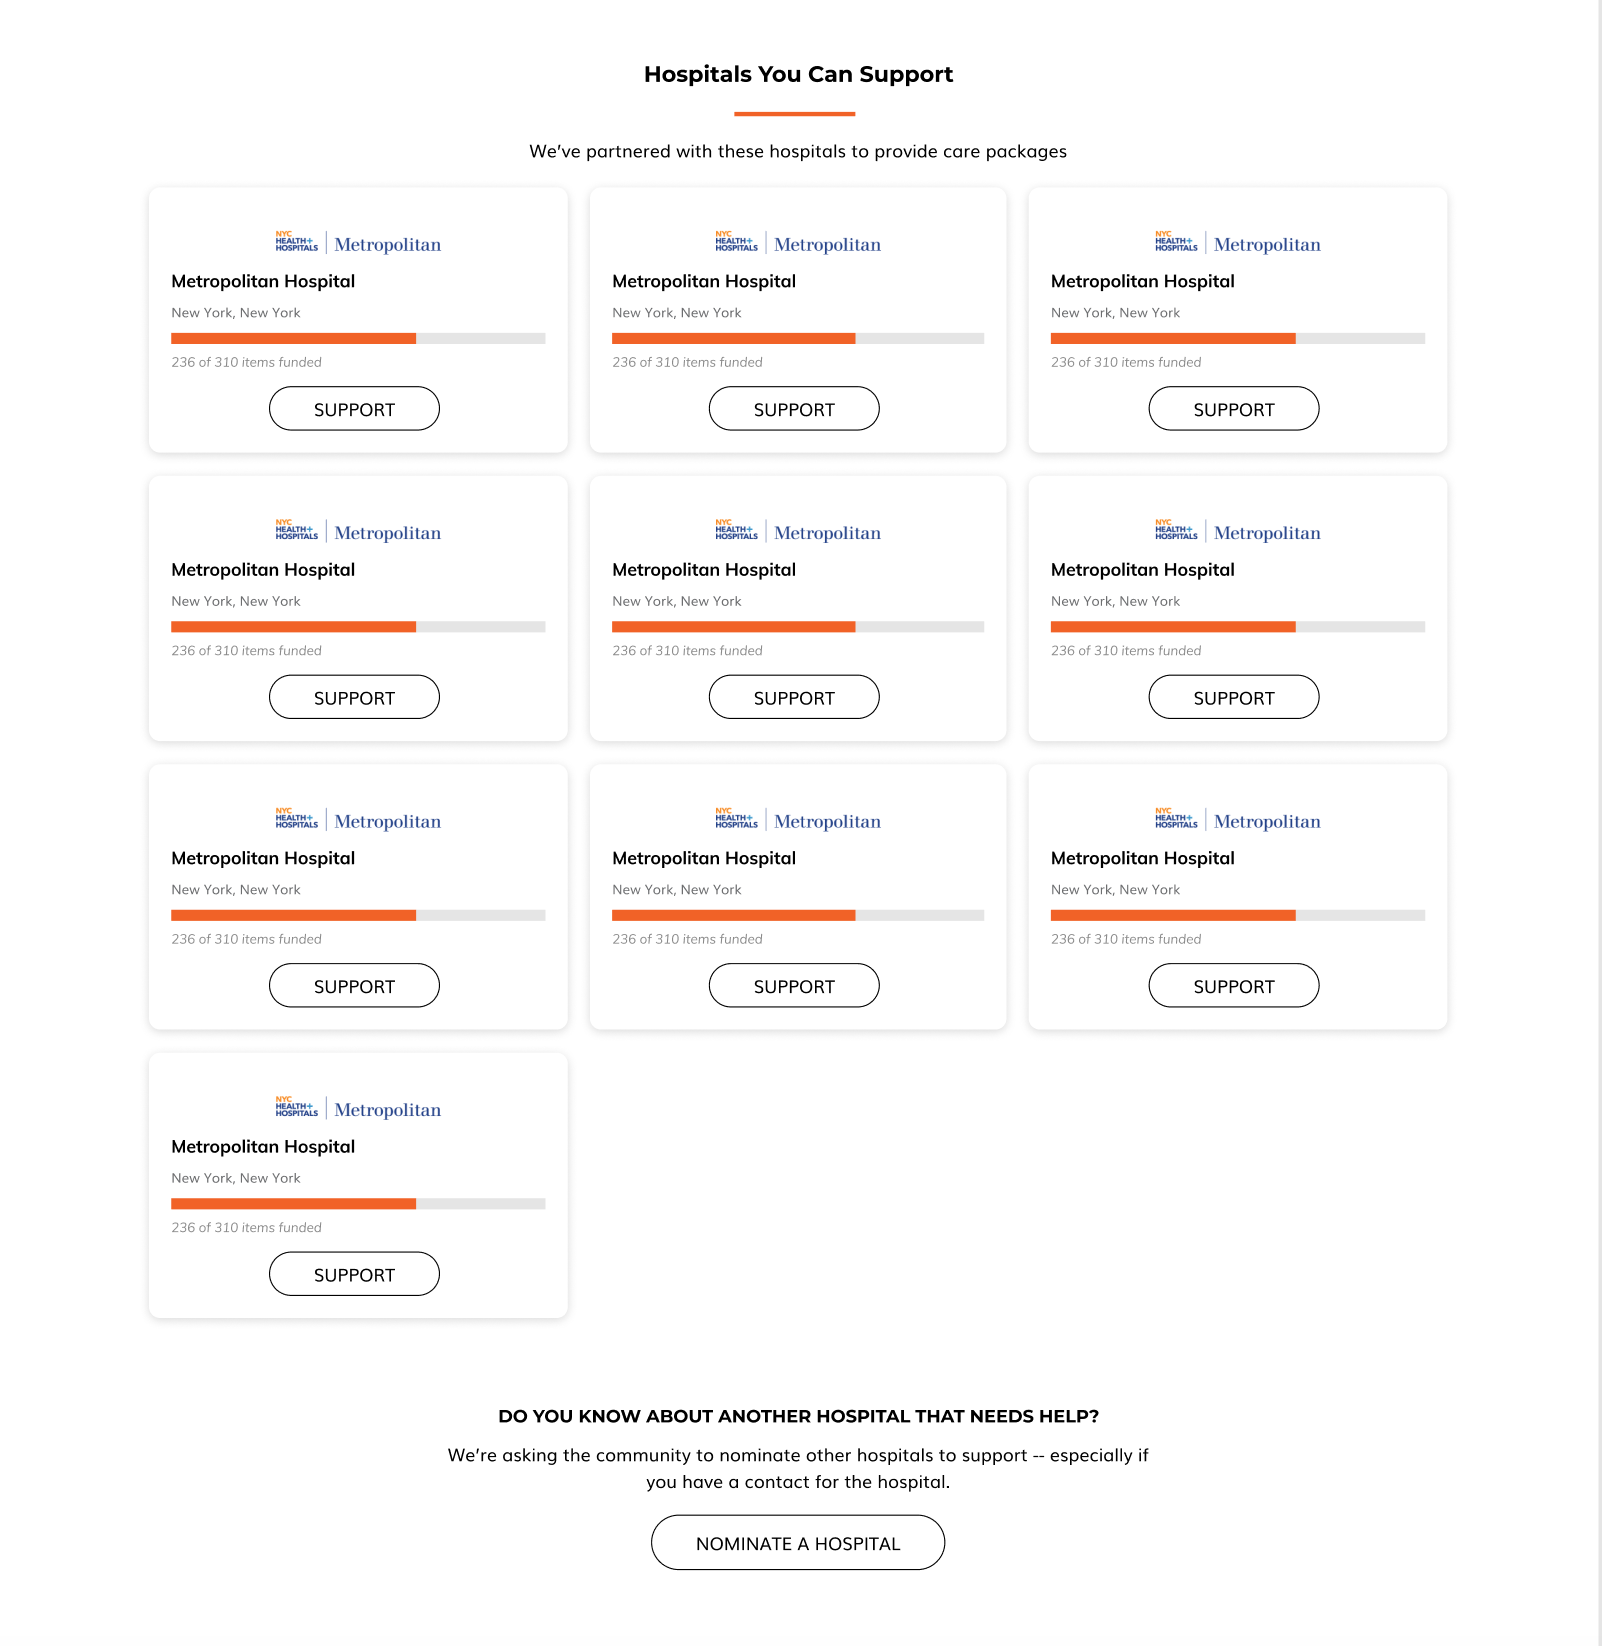 Hospitals You Can Support
We've partnered with these hospitals to provide care packages
NYC
HEALTH+
HOSPITALS
Metropolitan
Metropolitan Hospital
New York, New York
236 of 310 items funded
SUPPORT
NYC
HEALTH+
HOSPITALS
Metropolitan
Metropolitan Hospital
New York, New York
236 of 310 items funded
SUPPORT
NYC
HEALTH+
HOSPITALS
Metropolitan
Metropolitan Hospital
New York, New York
236 of 310 items funded
SUPPORT
NYC
HEALTH+
HOSPITALS
Metropolitan
Metropolitan Hospital
New York, New York
236 of 310 items funded
SUPPORT
NYC
HEALTH+
HOSPITALS
Metropolitan
Metropolitan Hospital
New York, New York
236 of 310 items funded
SUPPORT
NYC
HEALTH+
HOSPITALS
Metropolitan
Metropolitan Hospital
New York, New York
236 of 310 items funded
SUPPORT
NYC
HEALTH+
HOSPITALS
Metropolitan
Metropolitan Hospital
New York, New York
236 of 310 items funded
SUPPORT
NYC
HEALTH+
HOSPITALS
Metropolitan
Metropolitan Hospital
New York, New York
236 of 310 items funded
SUPPORT
NYC
HEALTH+
HOSPITALS
Metropolitan
Metropolitan Hospital
New York, New York
236 of 310 items funded
SUPPORT
NYC
HEALTH+
HOSPITALS
Metropolitan
Metropolitan Hospital
New York, New York
236 of 310 items funded
SUPPORT
DO YOU KNOW ABOUT ANOTHER HOSPITAL THAT NEEDS HELP?
We're asking the community to nominate other hospitals to support -- especially if
you have a contact for the hospital.
NOMINATE A HOSPITAL